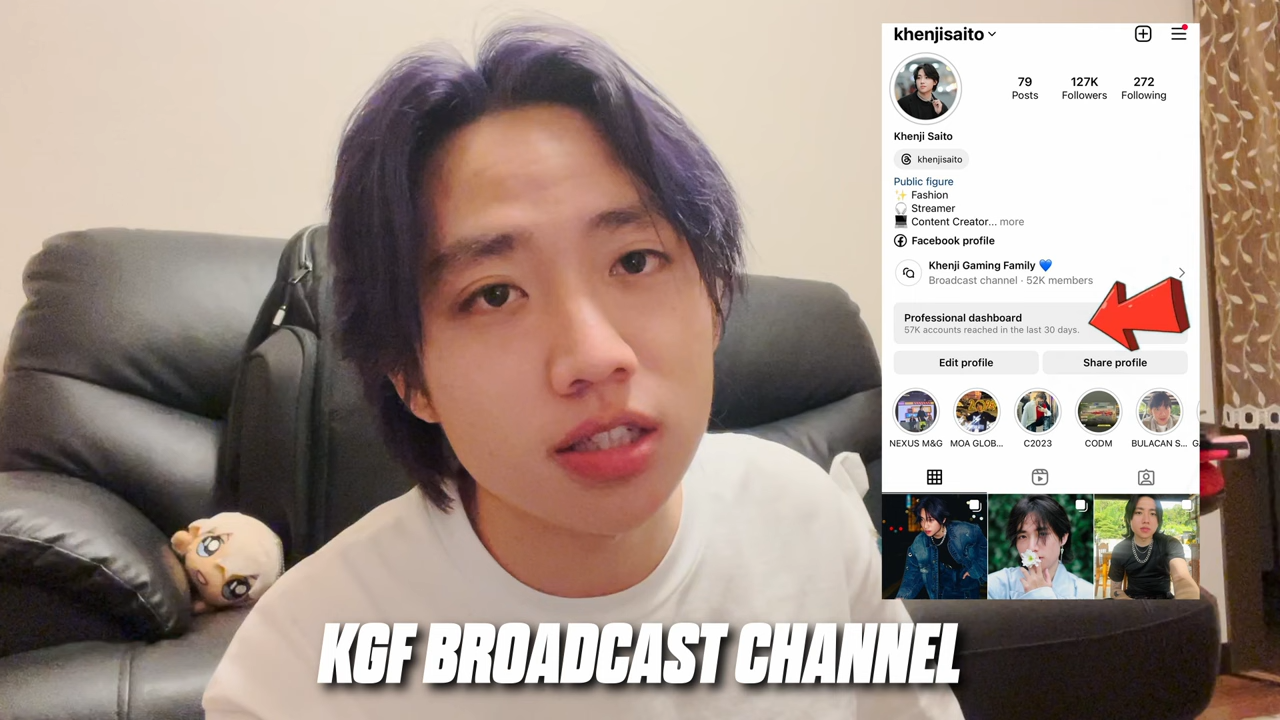 khenjisaito
79
127K
272
Posts
Followers
Following
Khenji Saito
khenjisaito
Public figure
✨ Fashion
🎧 Streamer
💻 Content Creator... more
Facebook profile
Khenji Gaming Family 💙
Broadcast channel · 52K members
Professional dashboard
57K accounts reached in the last 30 days.
Edit profile
Share profile
NEXUS M&G
MOA GLOB...
C2023
CODM
BULACAN S...
KGF BROADCAST CHANNEL